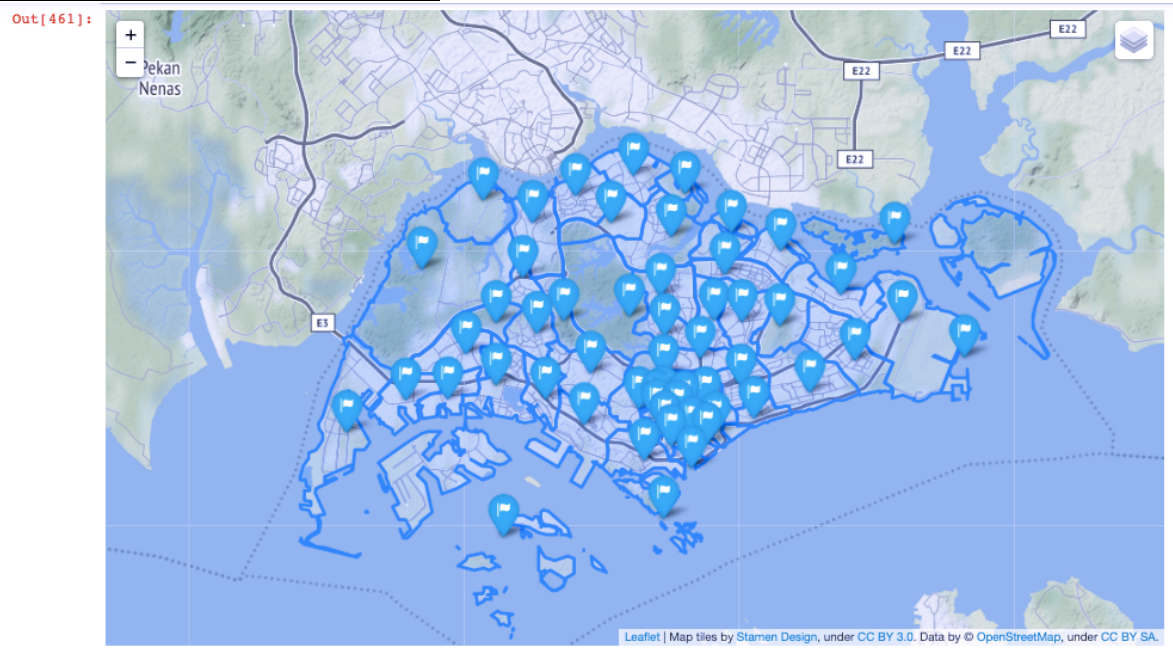 Out[461]:
+
−
Pekan
Nenas
E22
E22
E22
E22
E3
Leaflet | Map tiles by Stamen Design, under CC BY 3.0. Data by © OpenStreetMap, under CC BY SA.